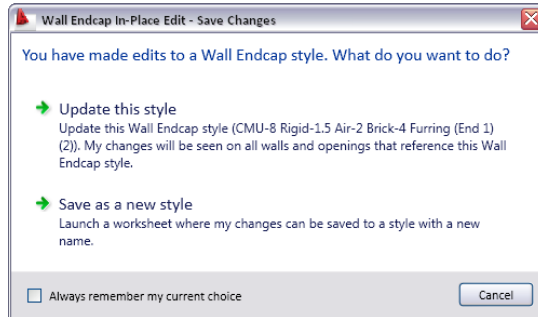 Wall Endcap In-Place Edit - Save Changes
You have made edits to a Wall Endcap style. What do you want to do?
Update this style
Update this Wall Endcap style (CMU-8 Rigid-1.5 Air-2 Brick-4 Furring (End 1)
(2)). My changes will be seen on all walls and openings that reference this Wall
Endcap style.
Save as a new style
Launch a worksheet where my changes can be saved to a style with a new
name.
Always remember my current choice
Cancel